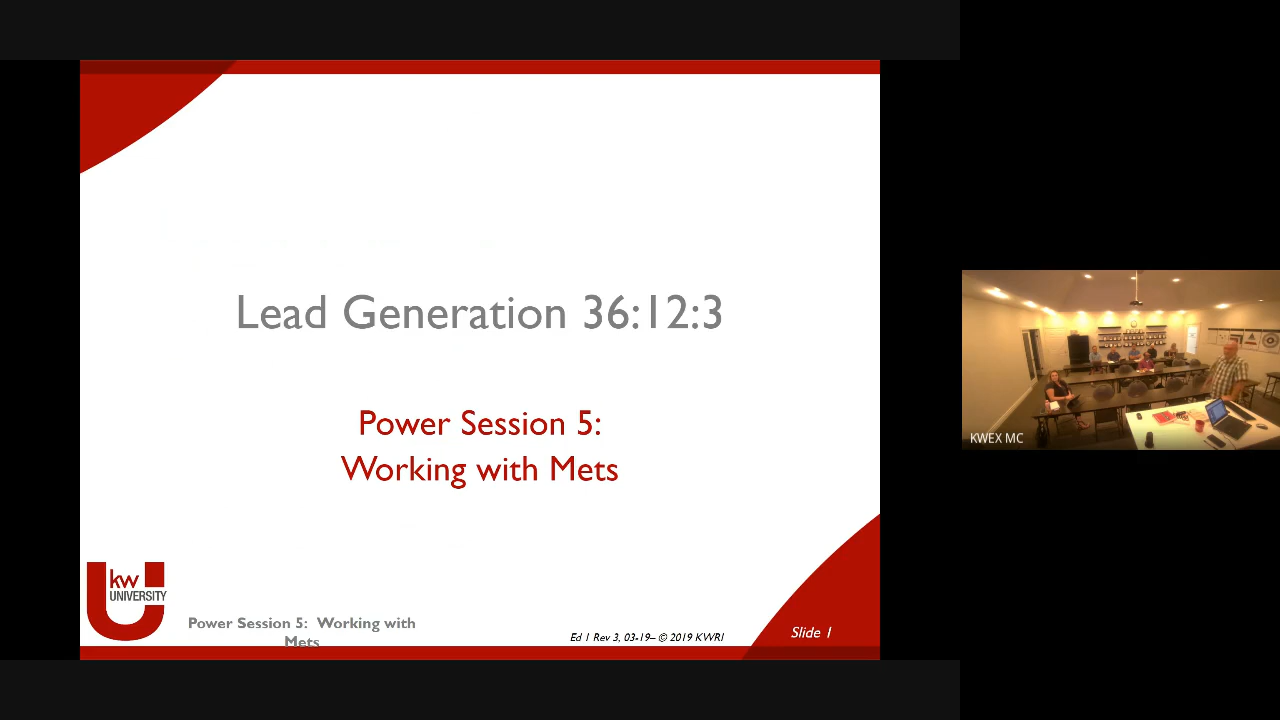 Lead Generation 36:12:3
Power Session 5:
Working with Mets
kw
UNIVERSITY
Power Session 5:  Working with
Mets
Ed 1 Rev 3, 03-19– © 2019 KWRI
Slide 1
KWEX MC